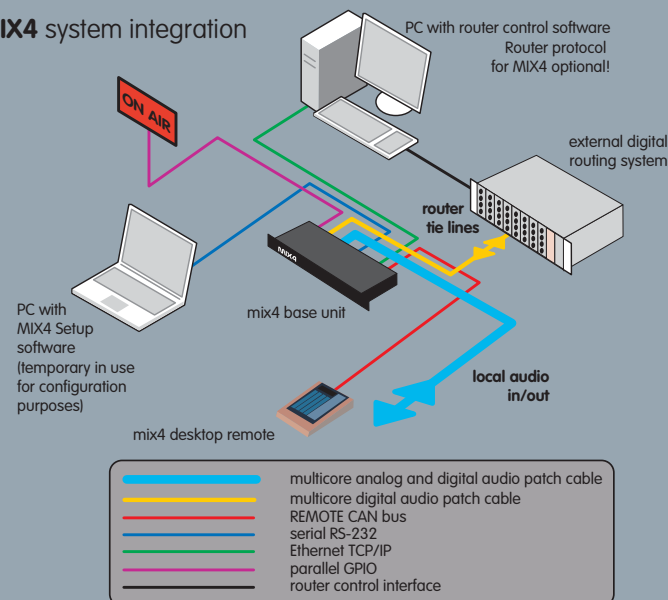 IX4 system integration
PC with router control software
Router protocol
for MIX4 optional!
ON AIR
external digital
routing system
router
tie lines
MIX4
mix4 base unit
PC with
MIX4 Setup
software
(temporary in use
for configuration
purposes)
local audio
in/out
mix4 desktop remote
multicore analog and digital audio patch cable
multicore digital audio patch cable
REMOTE CAN bus
serial RS-232
Ethernet TCP/IP
parallel GPIO
router control interface